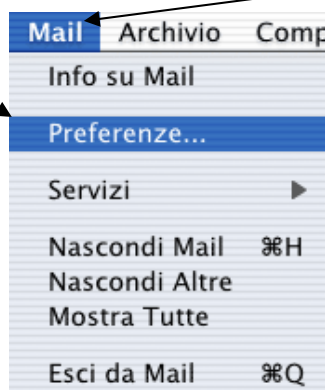 Mail Archivio Comp
Info su Mail
Preferenze...
Servizi
Nascondi Mail ⌘H
Nascondi Altre
Mostra Tutte
Esci da Mail ⌘Q